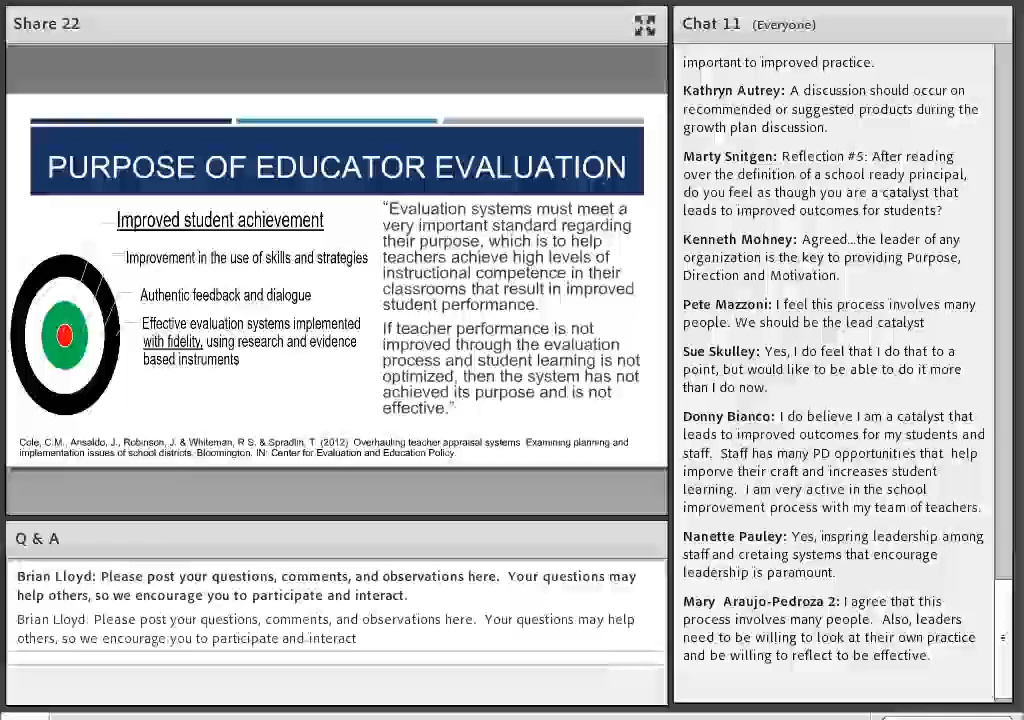 Share 22
PURPOSE OF EDUCATOR EVALUATION
Improved student achievement
Improvement in the use of skills and strategies
Authentic feedback and dialogue
Effective evaluation systems implemented
with fidelity, using research and evidence
based instruments
“Evaluation systems must meet a
very important standard regarding
their purpose, which is to help
teachers achieve high levels of
instructional competence in their
classrooms that result in improved
student performance.
If teacher performance is not
improved through the evaluation
process and student learning is not
optimized, then the system has not
achieved its purpose and is not
effective.”
Cole, C.M., Ansaldo, J., Robinson, J. & Whiteman, R S. & Spradlin, T (2012) Overhauling teacher appraisal systems Examining planning and
implementation issues of school districts. Bloomington. IN: Center for Evaluation and Education Policy.
Q & A
Brian Lloyd: Please post your questions, comments, and observations here. Your questions may
help others, so we encourage you to participate and interact.
Brian Lloyd: Please post your questions, comments, and observations here. Your questions may help
others, so we encourage you to participate and interact
Chat 11 (Everyone)
important to improved practice.
Kathryn Autrey: A discussion should occur on
recommended or suggested products during the
growth plan discussion.
Marty Snitgen: Reflection #5: After reading
over the definition of a school ready principal,
do you feel as though you are a catalyst that
leads to improved outcomes for students?
Kenneth Mohney: Agreed...the leader of any
organization is the key to providing Purpose,
Direction and Motivation.
Pete Mazzoni: I feel this process involves many
people. We should be the lead catalyst
Sue Skulley: Yes, I do feel that I do that to a
point, but would like to be able to do it more
than I do now.
Donny Bianco: I do believe I am a catalyst that
leads to improved outcomes for my students and
staff. Staff has many PD opportunities that help
imporve their craft and increases student
learning. I am very active in the school
improvement process with my team of teachers.
Nanette Pauley: Yes, inspring leadership among
staff and cretaing systems that encourage
leadership is paramount.
Mary Araujo-Pedroza 2: I agree that this
process involves many people. Also, leaders
need to be willing to look at their own practice
and be willing to reflect to be effective.